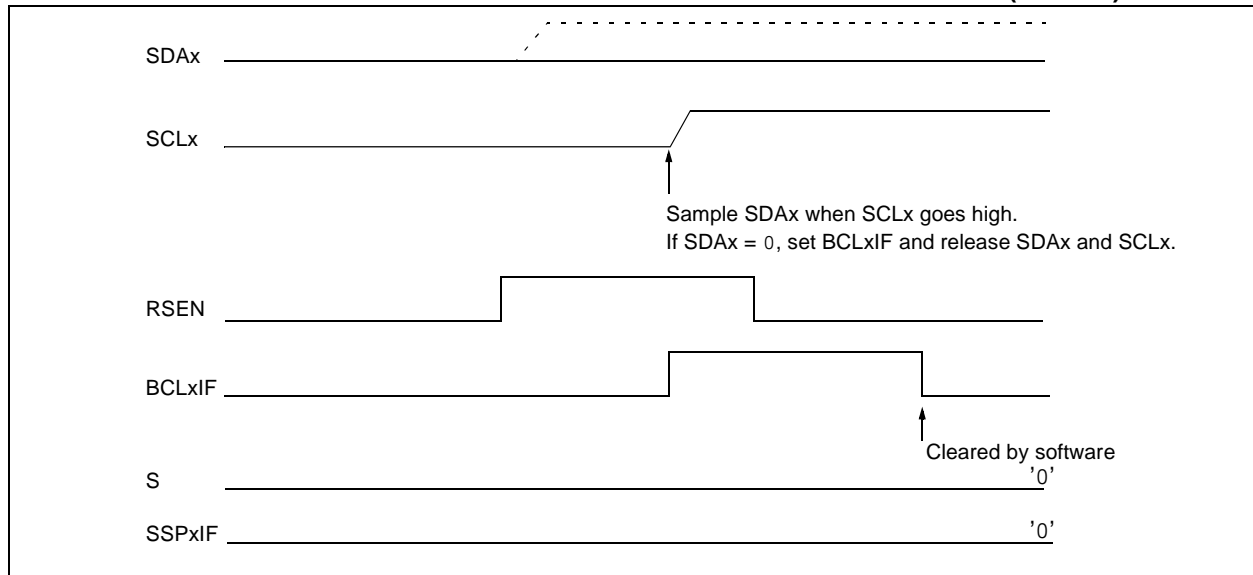 SDAx
SCLx
Sample SDAx when SCLx goes high.
If SDAx = 0, set BCLxIF and release SDAx and SCLx.
RSEN
BCLxIF
Cleared by software
S
'0'
SSPxIF
'0'